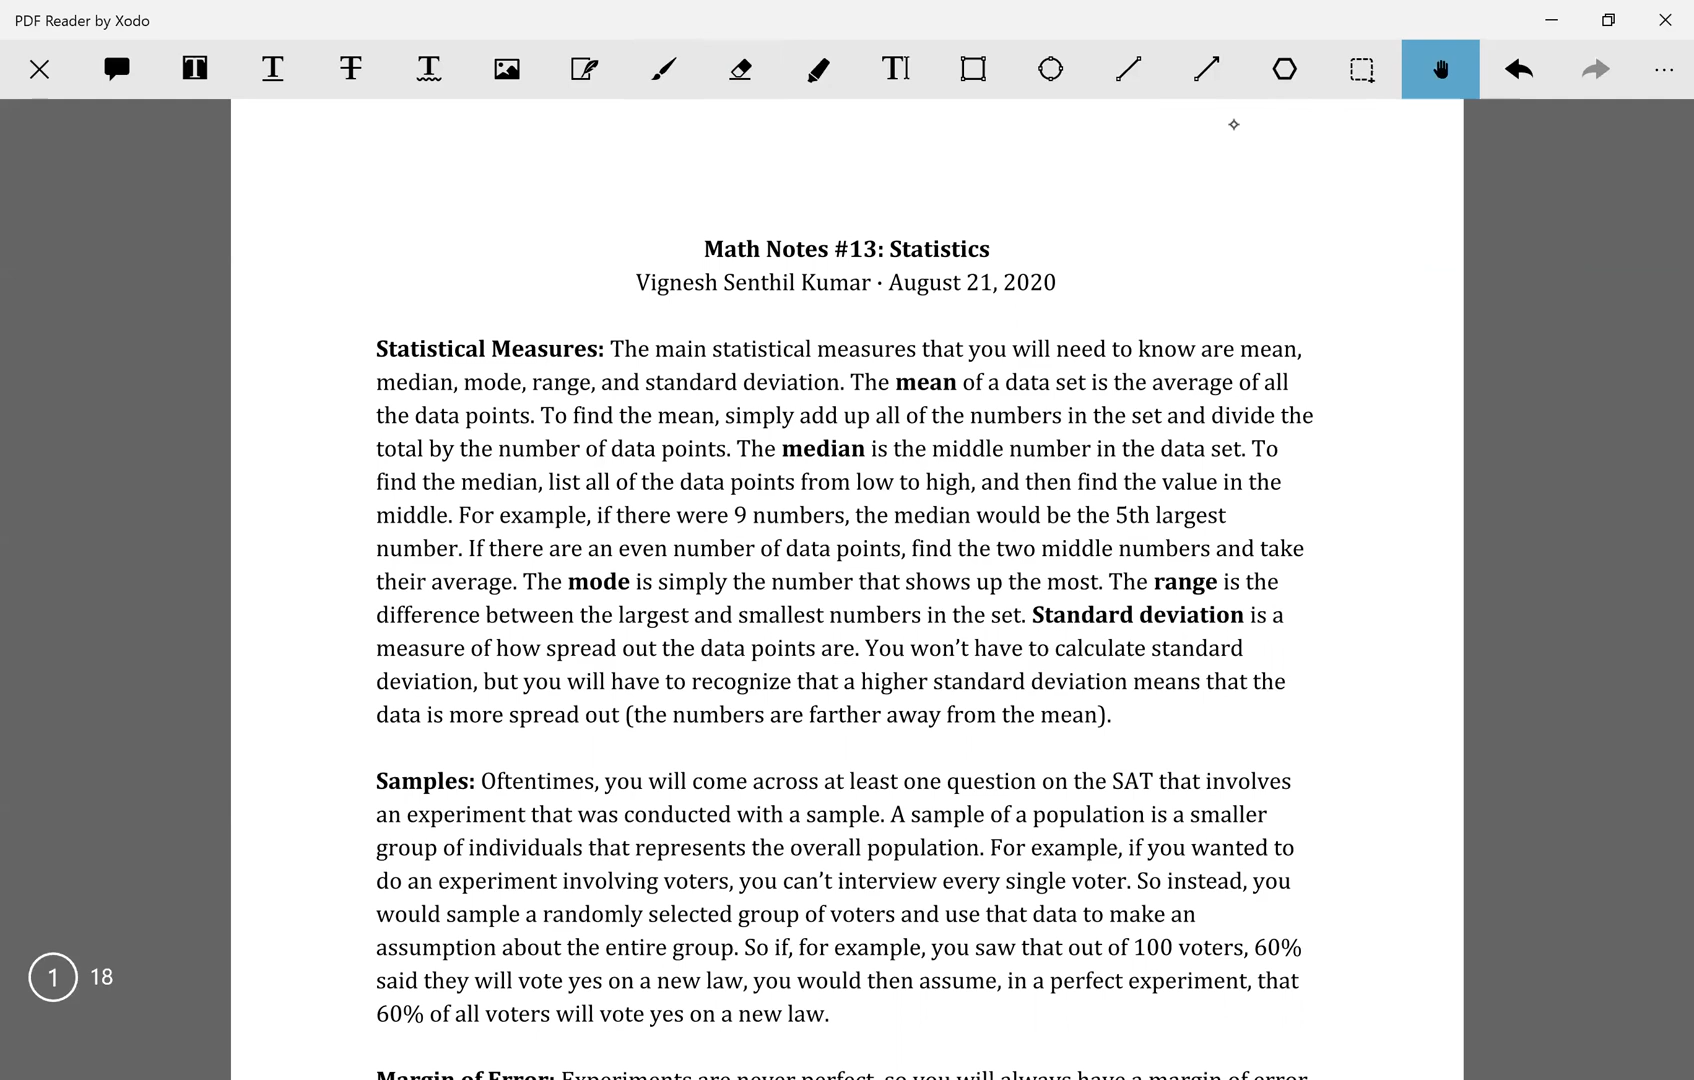 PDF Reader by Xodo
Math Notes #13: Statistics
Vignesh Senthil Kumar · August 21, 2020
Statistical Measures: The main statistical measures that you will need to know are mean,
median, mode, range, and standard deviation. The mean of a data set is the average of all
the data points. To find the mean, simply add up all of the numbers in the set and divide the
total by the number of data points. The median is the middle number in the data set. To
find the median, list all of the data points from low to high, and then find the value in the
middle. For example, if there were 9 numbers, the median would be the 5th largest
number. If there are an even number of data points, find the two middle numbers and take
their average. The mode is simply the number that shows up the most. The range is the
difference between the largest and smallest numbers in the set. Standard deviation is a
measure of how spread out the data points are. You won’t have to calculate standard
deviation, but you will have to recognize that a higher standard deviation means that the
data is more spread out (the numbers are farther away from the mean).
Samples: Oftentimes, you will come across at least one question on the SAT that involves
an experiment that was conducted with a sample. A sample of a population is a smaller
group of individuals that represents the overall population. For example, if you wanted to
do an experiment involving voters, you can’t interview every single voter. So instead, you
would sample a randomly selected group of voters and use that data to make an
assumption about the entire group. So if, for example, you saw that out of 100 voters, 60%
said they will vote yes on a new law, you would then assume, in a perfect experiment, that
60% of all voters will vote yes on a new law.
Margin of Error: Experiments are never perfect, so you will always have a margin of error
1 18